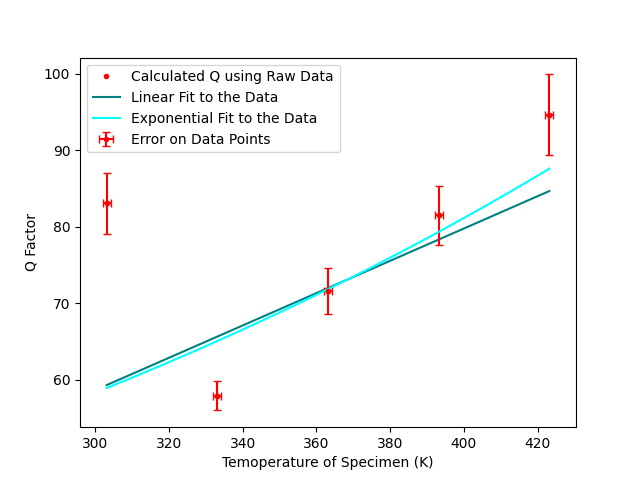 100
90
80
70
60
Q Factor
Calculated Q using Raw Data
Linear Fit to the Data
Exponential Fit to the Data
Error on Data Points
300 320 340 360 380 400 420
Temoperature of Specimen (K)